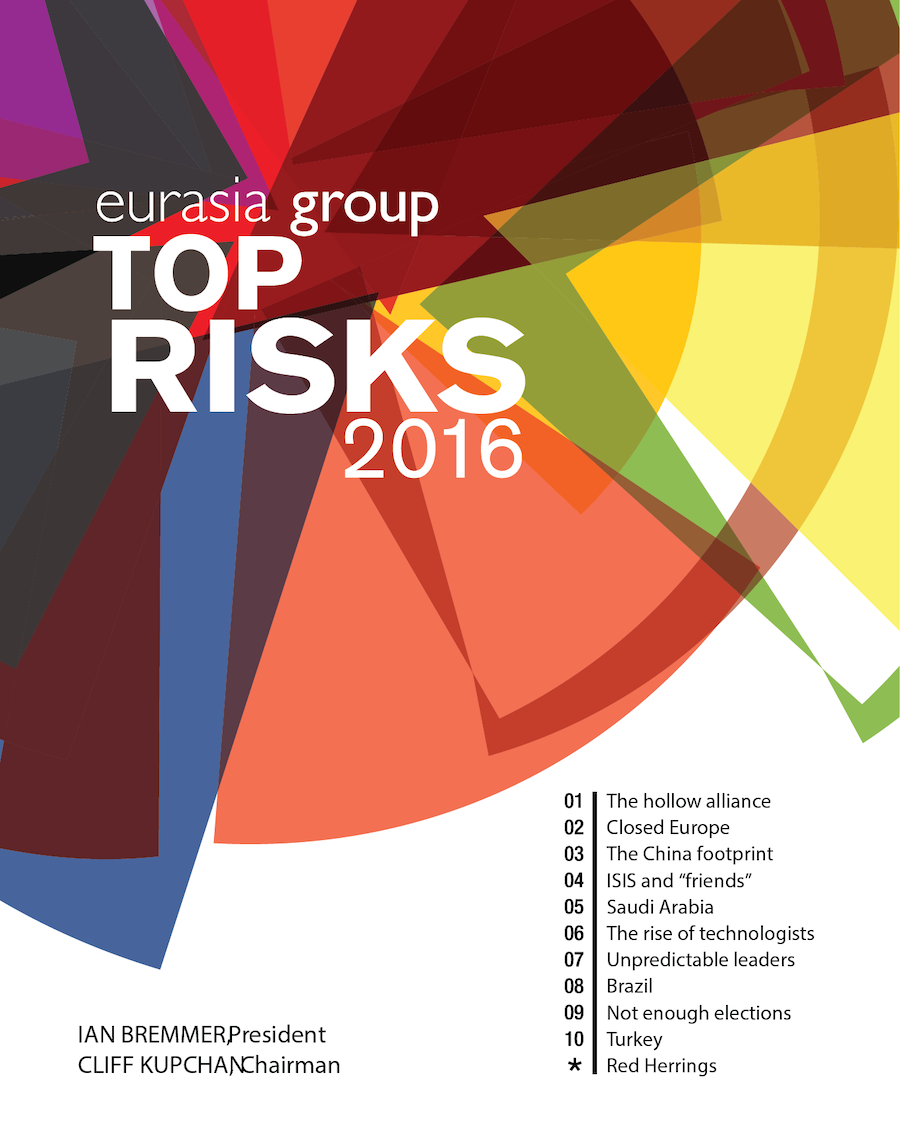 eurasia group
TOP
RISKS
2016
01 The hollow alliance
02 Closed Europe
03 The China footprint
04 ISIS and “friends”
05 Saudi Arabia
06 The rise of technologists
07 Unpredictable leaders
08 Brazil
09 Not enough elections
10 Turkey
* Red Herrings
IAN BREMMER, President
CLIFF KUPCHAN, Chairman